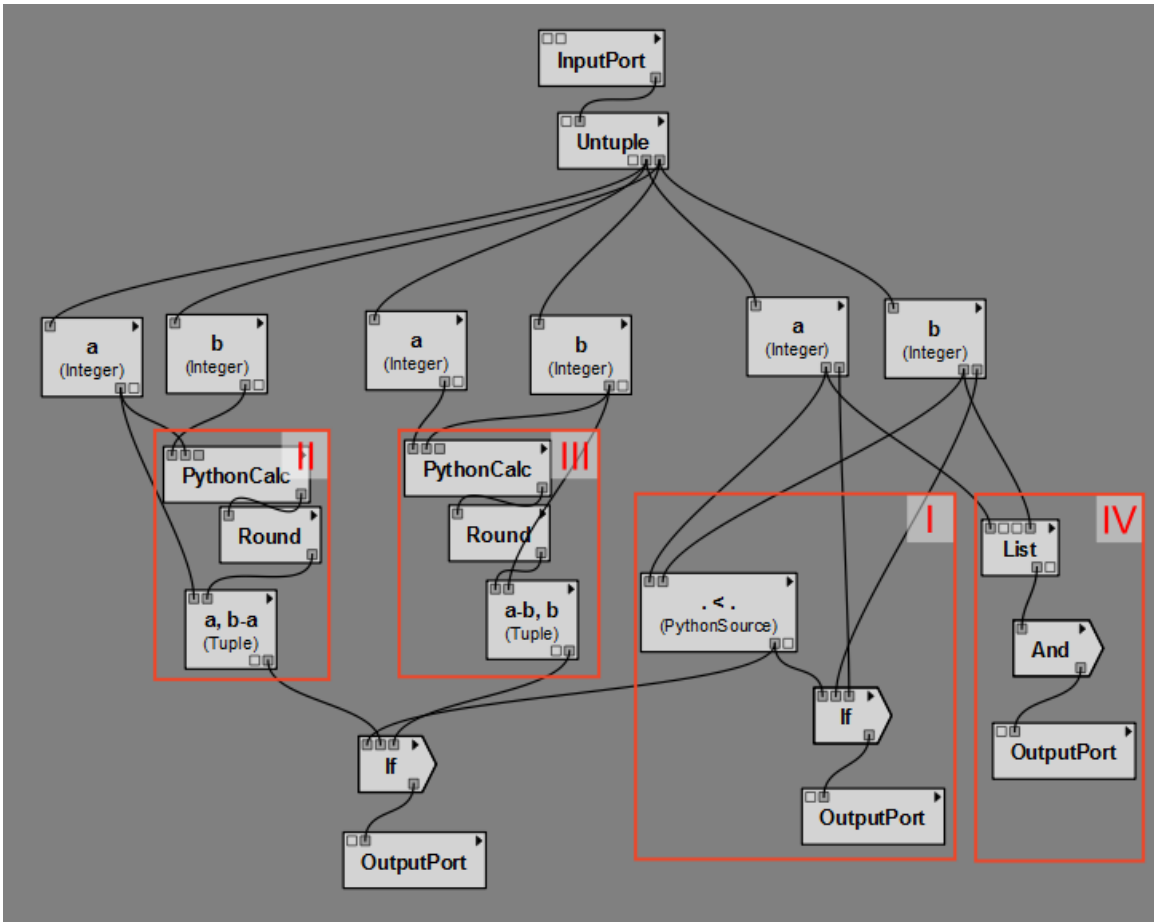 InputPort
Untuple
a
(Integer)
b
(Integer)
a
(Integer)
b
(Integer)
a
(Integer)
b
(Integer)
II
PythonCalc
Round
a, b-a
(Tuple)
III
PythonCalc
Round
a-b, b
(Tuple)
I
. < .
(PythonSource)
If
OutputPort
IV
List
And
OutputPort
If
OutputPort